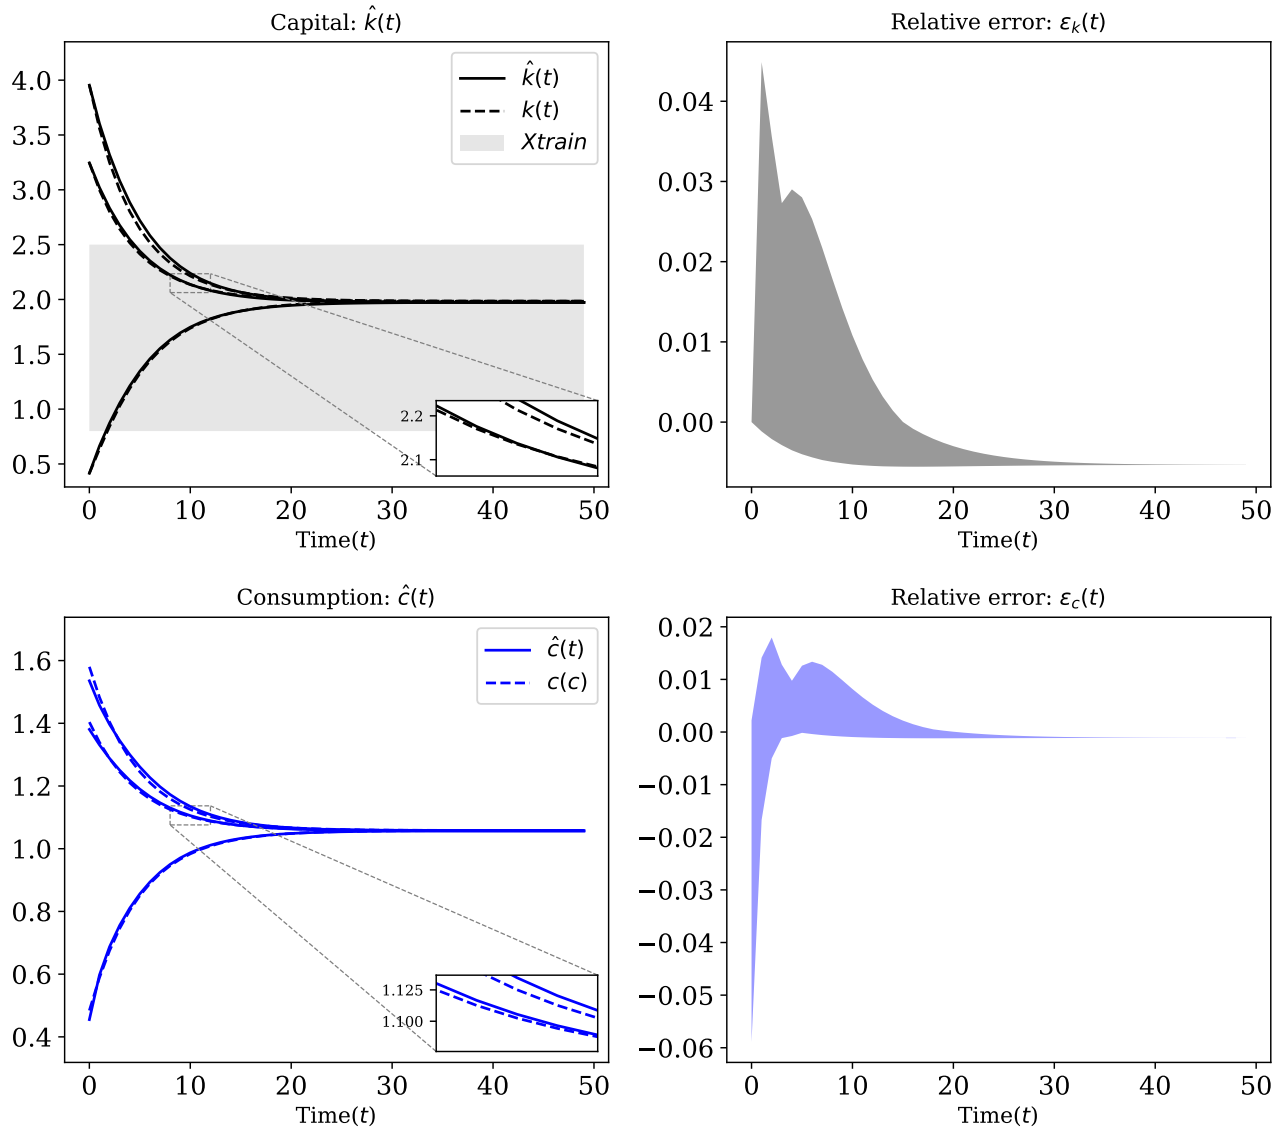 Capital: k̂(t)
4.0
3.5
3.0
2.5
2.0
1.5
1.0
0.5
k̂(t)
k(t)
Xtrain
2.2
2.1
0 10 20 30 40 50
Time(t)
Relative error: εₖ(t)
0.04
0.03
0.02
0.01
0.00
0 10 20 30 40 50
Time(t)
Consumption: ĉ(t)
1.6
1.4
1.2
1.0
0.8
0.6
0.4
ĉ(t)
c(c)
1.125
1.100
0 10 20 30 40 50
Time(t)
Relative error: ε_c(t)
0.02
0.01
0.00
−0.01
−0.02
−0.03
−0.04
−0.05
−0.06
0 10 20 30 40 50
Time(t)